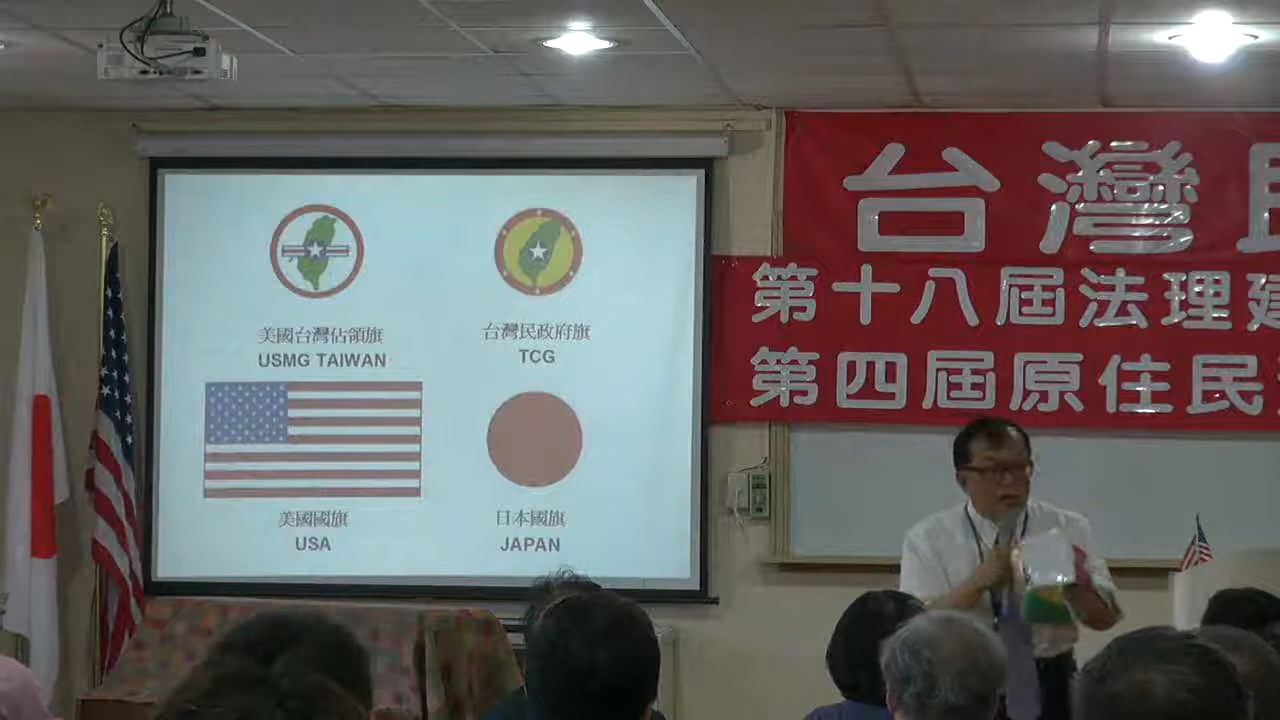 美國台灣佔領旗
USMG TAIWAN
台灣民政府旗
TCG
美國國旗
USA
日本國旗
JAPAN
台灣民
第十八屆法理建
第四屆原住民